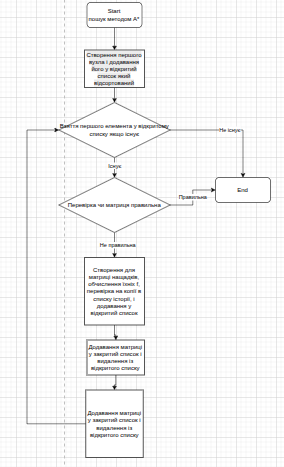 Start
пошук методом A*
Створення першого
вузла і додавання
його у відкритий
список який
відсортований
Взяття першого елемента у відкритому
списку якщо існує
Не існує
Існує
End
Перевірка чи матриця правильна
Правильна
Не правильна
Створення для
матриці нащадків,
обчислення їхніх f,
перевірка на копії в
списку історії, і
додавання у
відкритий список
Додавання матриці
у закритий список і
видалення із
відкритого списку
Додавання матриці
у закритий список і
видалення із
відкритого списку